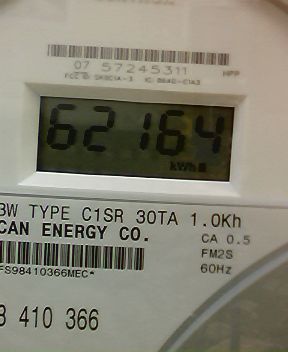 07 57245311
62164
kWh
3W TYPE C1SR 30TA 1.0Kh
CAN ENERGY CO.
CA 0.5
FM2S
60Hz
FS98410366MEC*
410 366